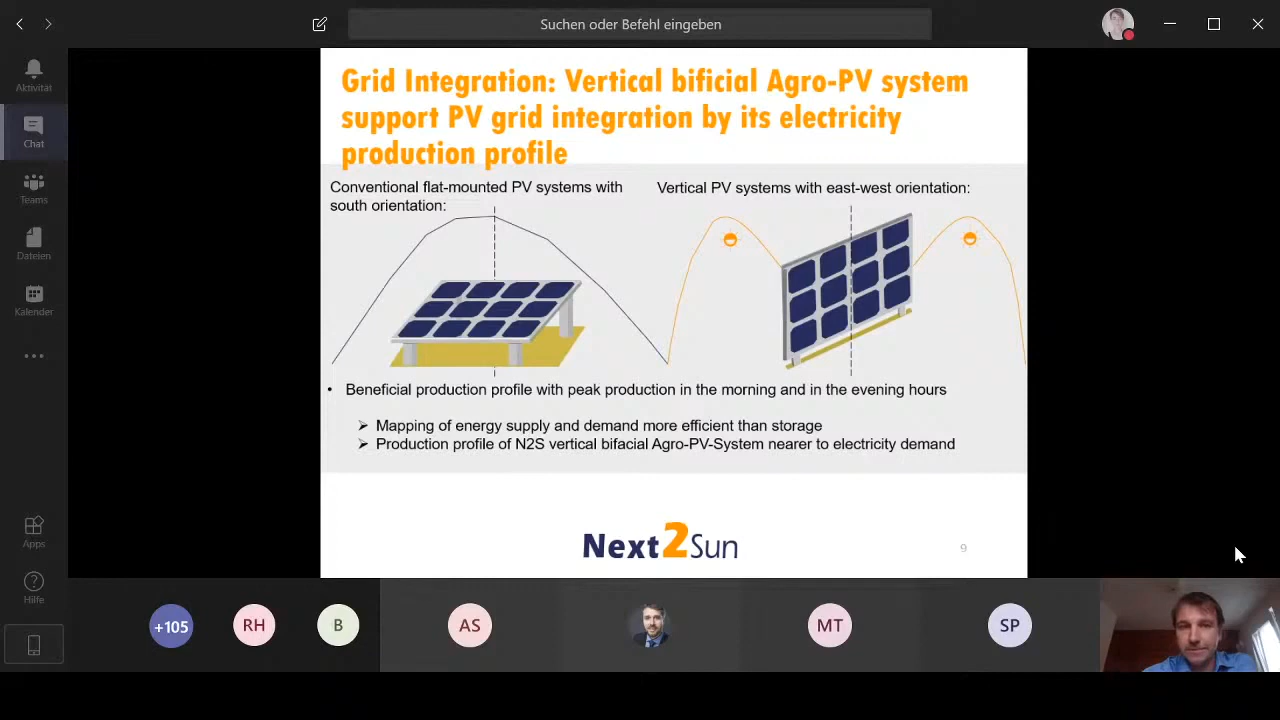 Suchen oder Befehl eingeben
Aktivität
Chat
Teams
Dateien
Kalender
Apps
Hilfe
Grid Integration: Vertical bificial Agro-PV system
support PV grid integration by its electricity
production profile
Conventional flat-mounted PV systems with
south orientation:
Vertical PV systems with east-west orientation:
• Beneficial production profile with peak production in the morning and in the evening hours
➢ Mapping of energy supply and demand more efficient than storage
➢ Production profile of N2S vertical bifacial Agro-PV-System nearer to electricity demand
Next2Sun
9
+105
RH
B
AS
MT
SP